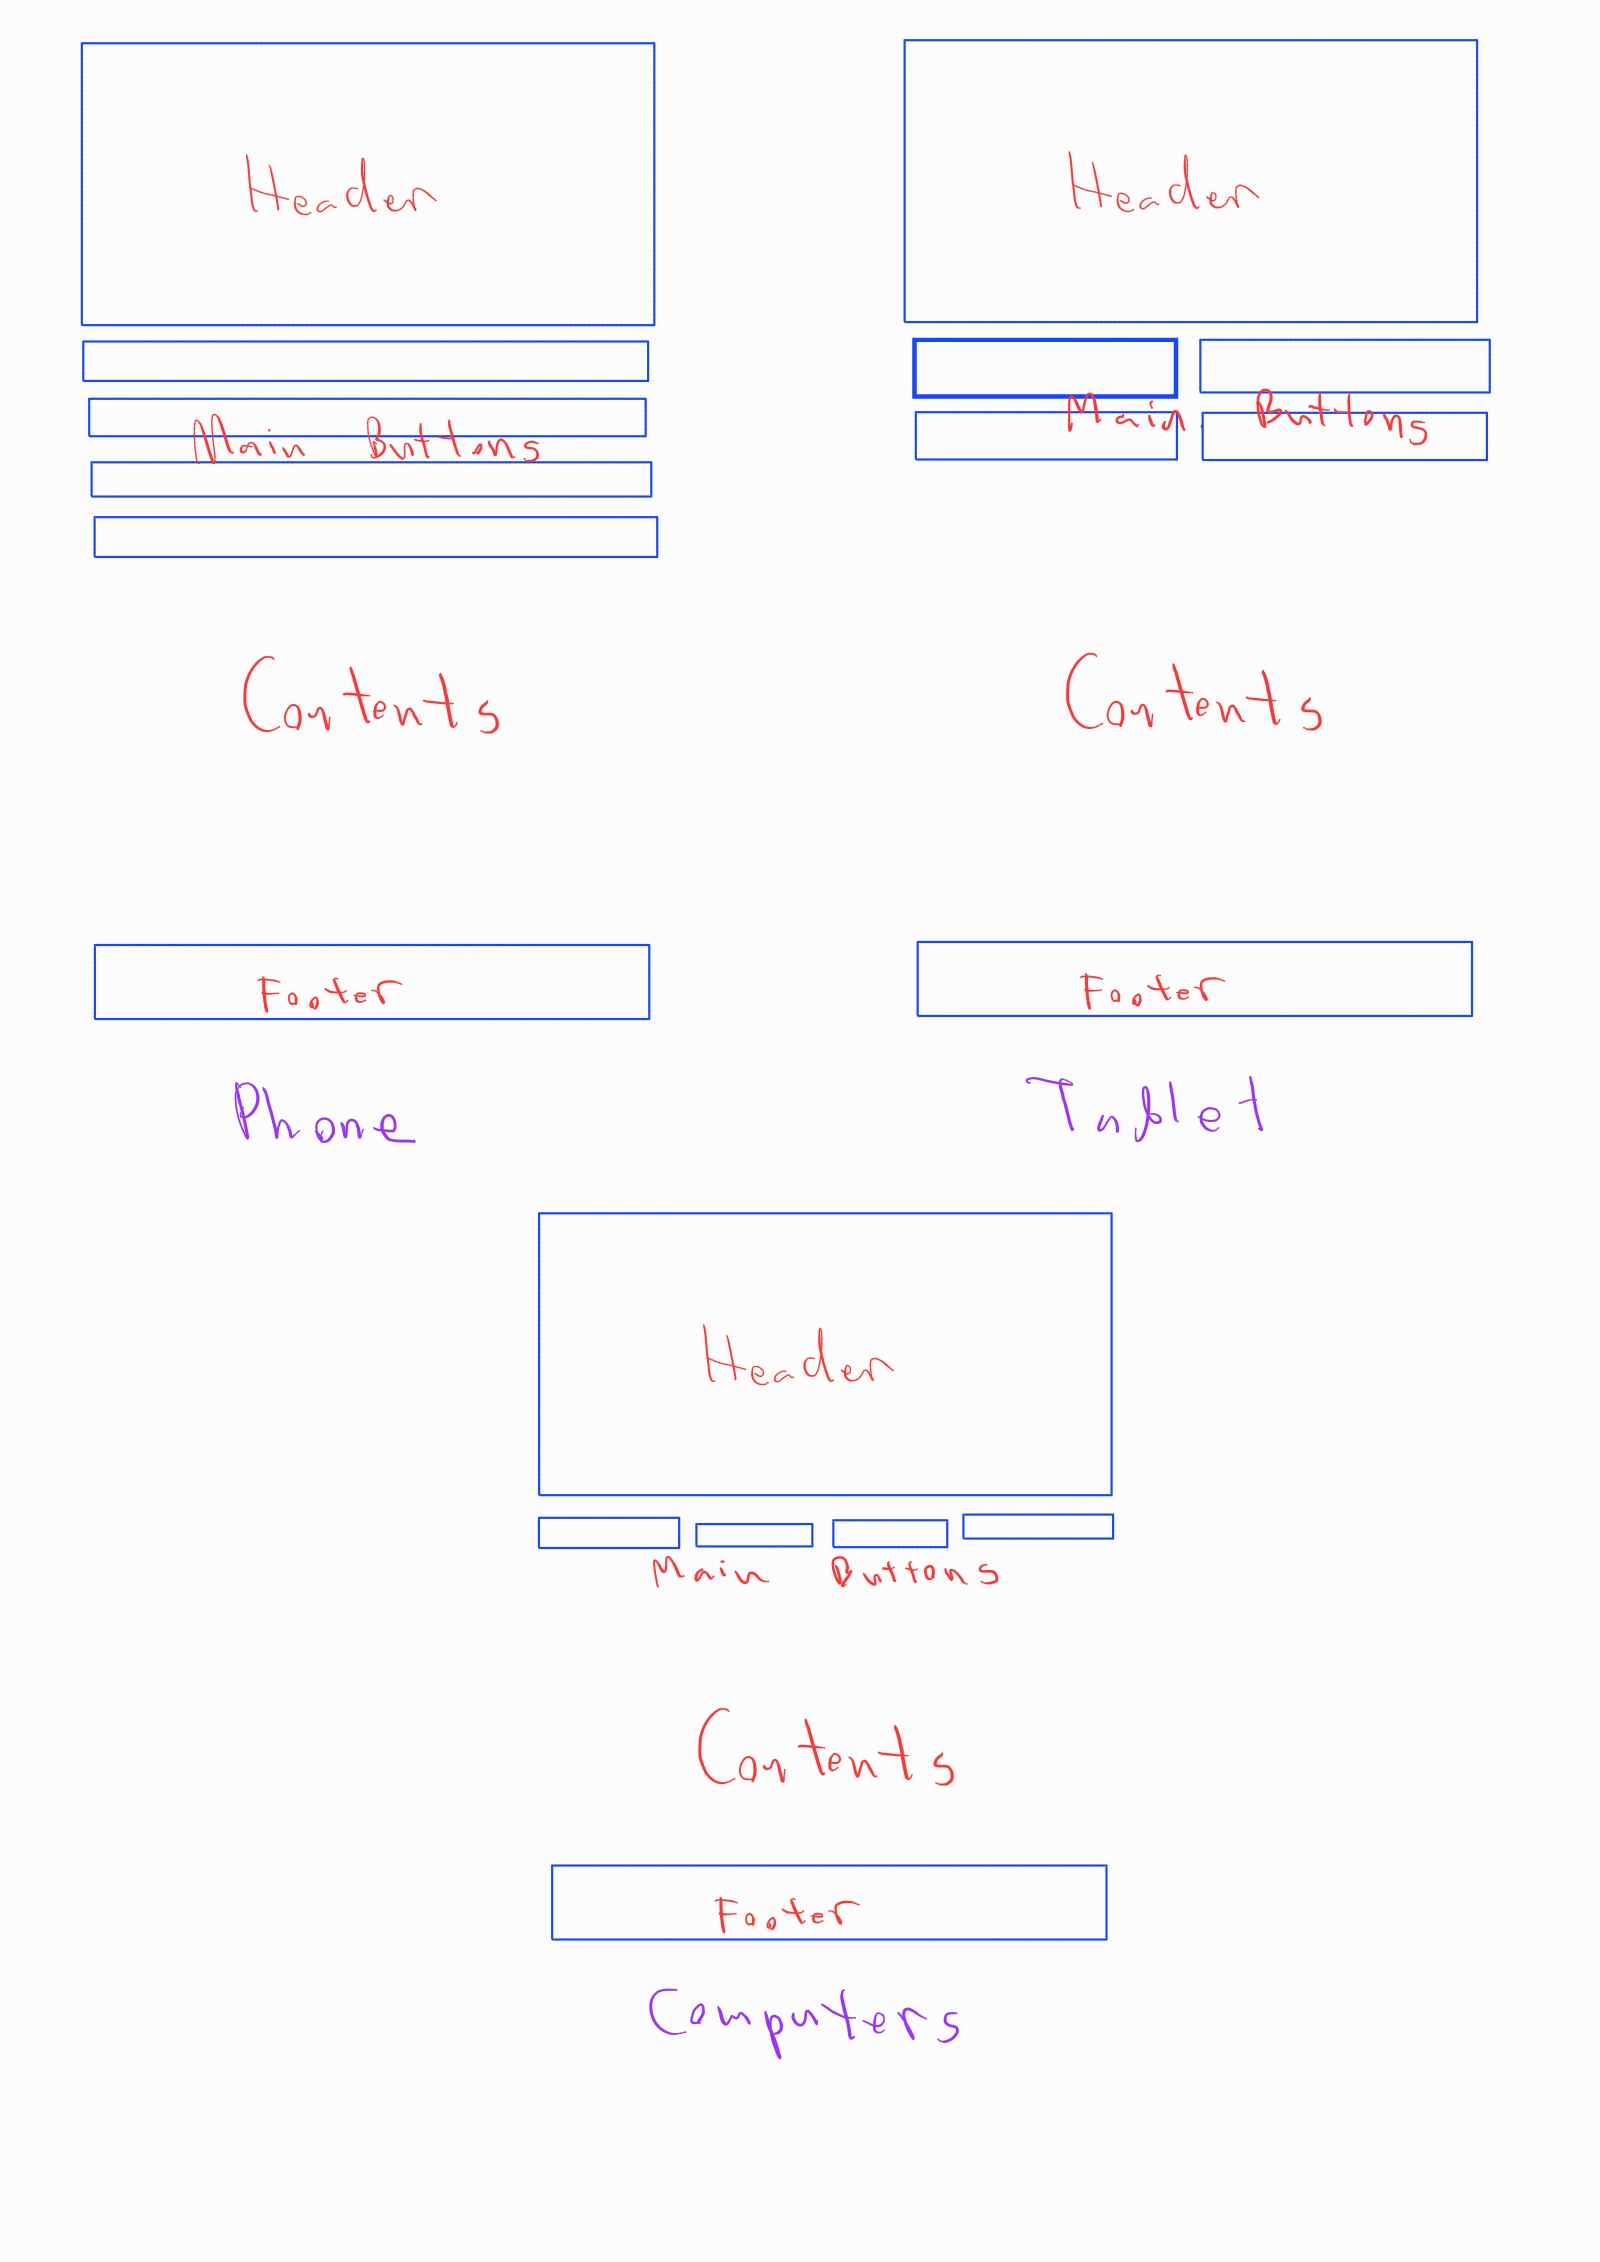 Header
Main Buttons
Contents
Footer
Phone
Header
Main Buttons
Contents
Footer
Tablet
Header
Main Buttons
Contents
Footer
Computers